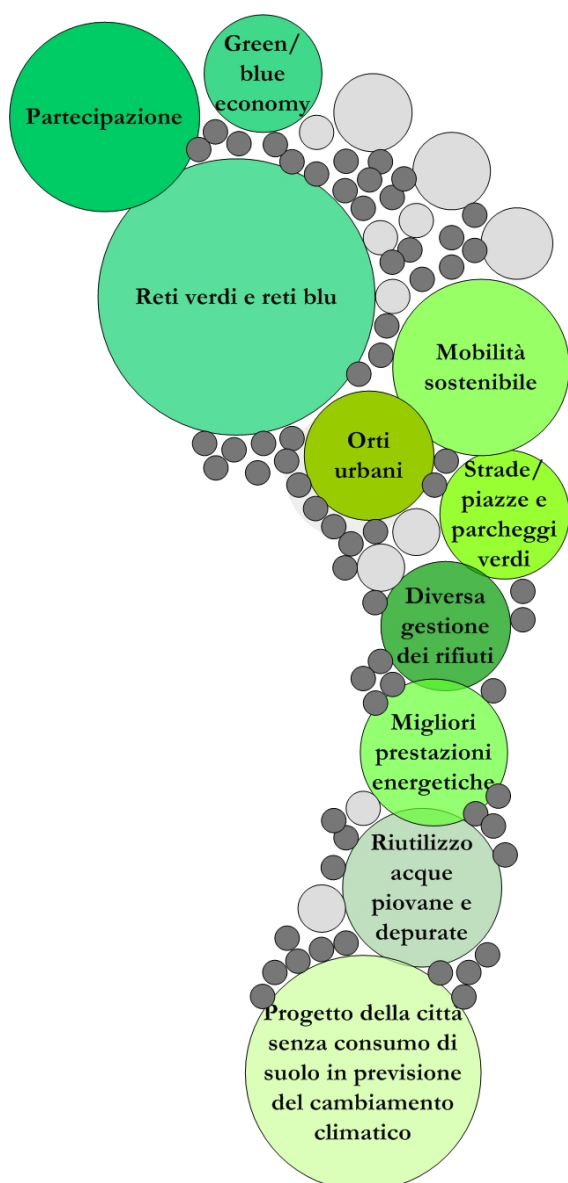 Green/
blue
economy
Partecipazione
Reti verdi e reti blu
Mobilità
sostenibile
Orti
urbani
Strade/
piazze e
parcheggi
verdi
Diversa
gestione
dei rifiuti
Migliori
prestazioni
energetiche
Riutilizzo
acque
piovane e
depurate
Progetto della città
senza consumo di
suolo in previsione
del cambiamento
climatico